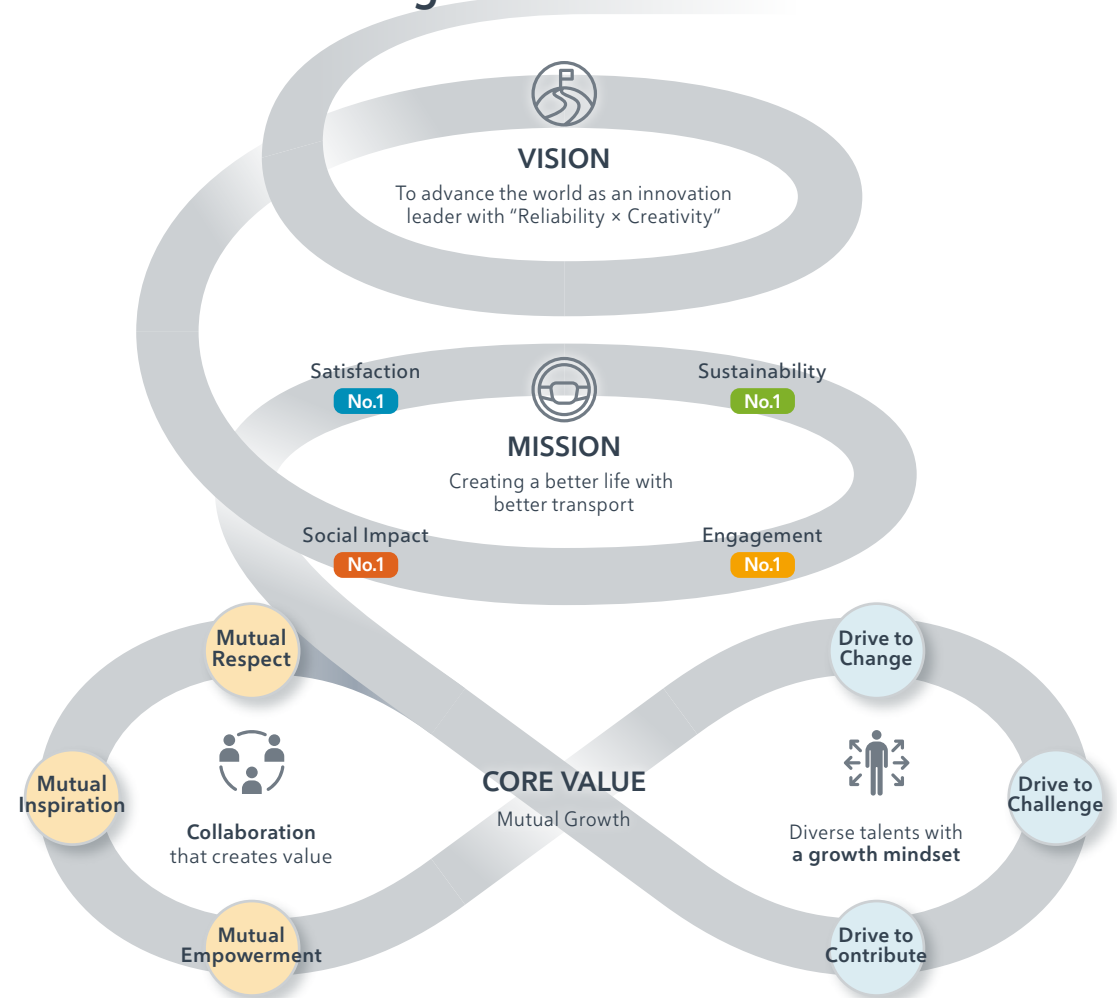 VISION
To advance the world as an innovation
leader with “Reliability × Creativity”
Satisfaction
No.1
Sustainability
No.1
MISSION
Creating a better life with
better transport
Social Impact
No.1
Engagement
No.1
Mutual
Respect
Drive to
Change
Mutual
Inspiration
CORE VALUE
Mutual Growth
Drive to
Challenge
Collaboration
that creates value
Diverse talents with
a growth mindset
Mutual
Empowerment
Drive to
Contribute